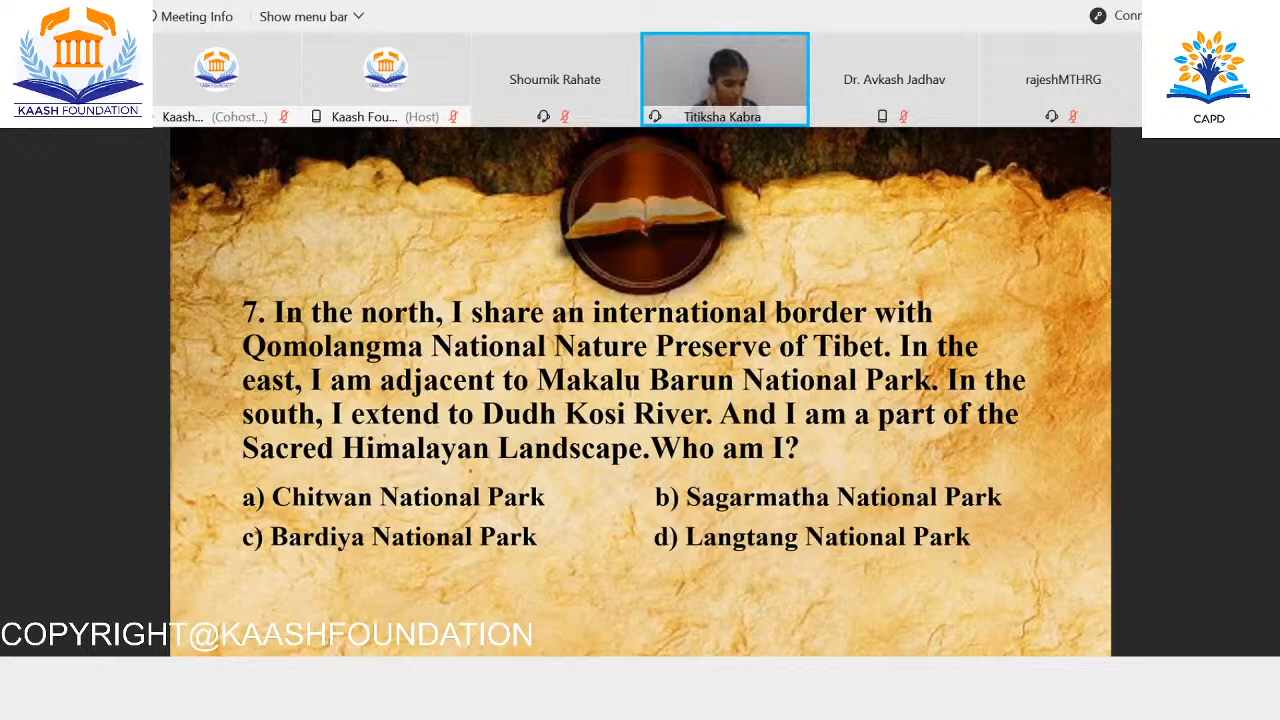 Meeting Info
Show menu bar
Conn
KAASH FOUNDATION
Kaash... (Cohost...)
Kaash Fou... (Host)
Shoumik Rahate
Titiksha Kabra
Dr. Avkash Jadhav
rajeshMTHRG
CAPD
7. In the north, I share an international border with
Qomolangma National Nature Preserve of Tibet. In the
east, I am adjacent to Makalu Barun National Park. In the
south, I extend to Dudh Kosi River. And I am a part of the
Sacred Himalayan Landscape.Who am I?
a) Chitwan National Park
b) Sagarmatha National Park
c) Bardiya National Park
d) Langtang National Park
COPYRIGHT@KAASHFOUNDATION